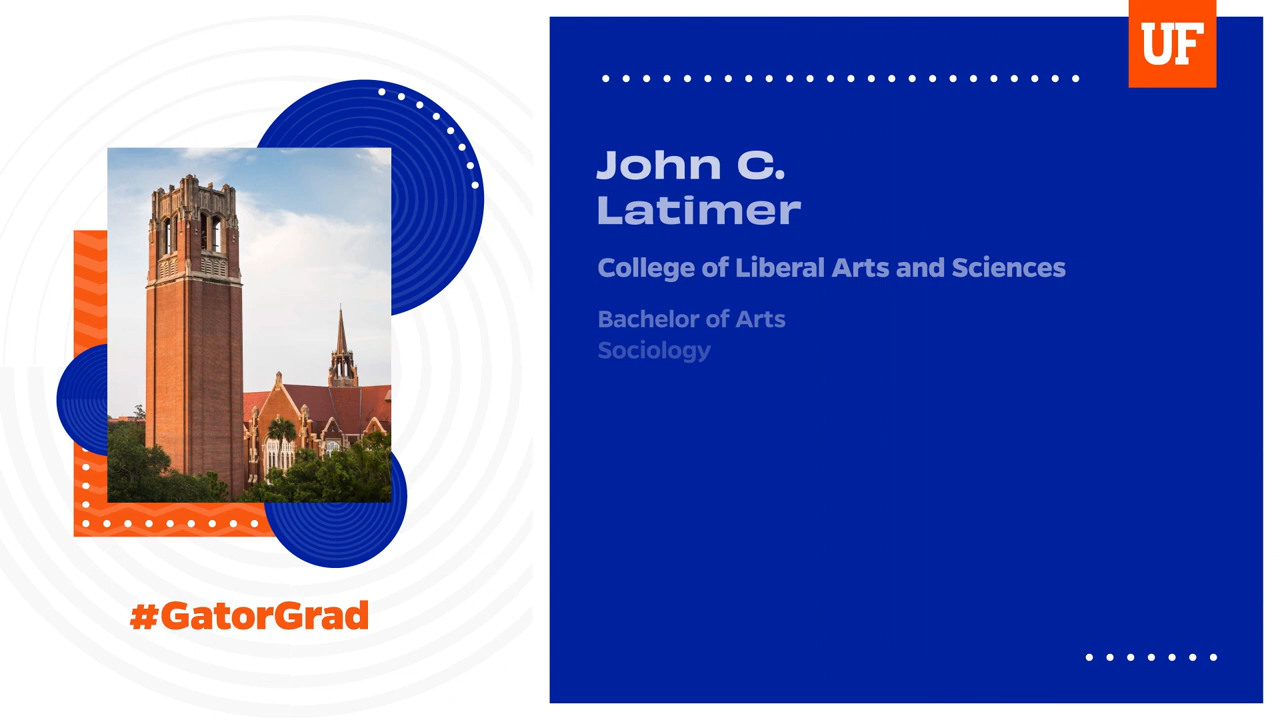 UF
John C.
Latimer
College of Liberal Arts and Sciences
Bachelor of Arts
Sociology
#GatorGrad